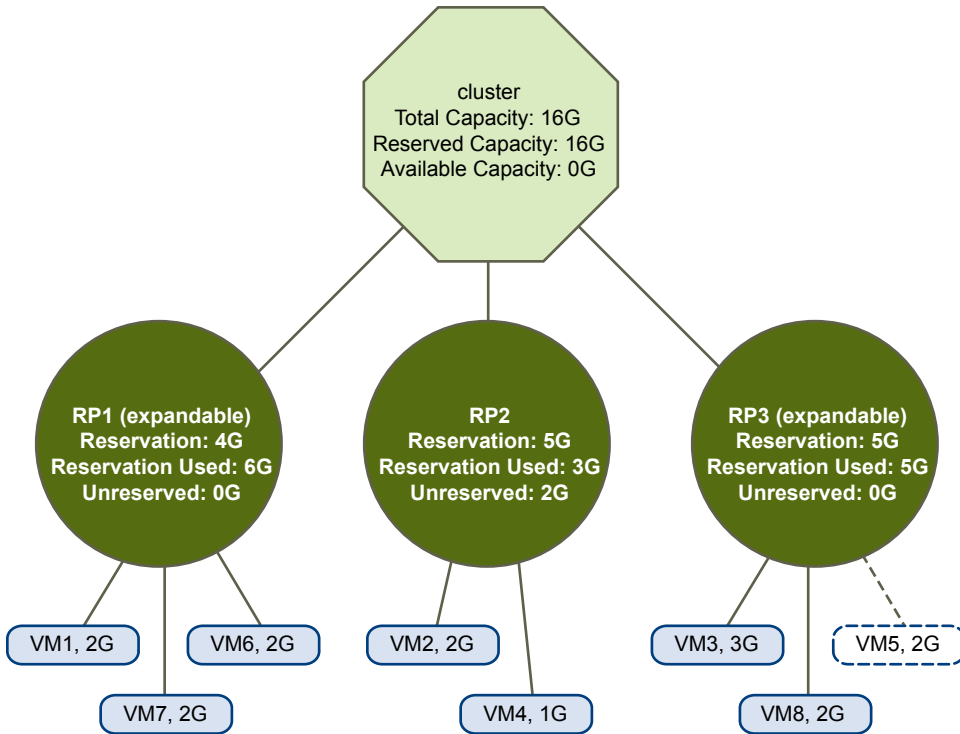 cluster
Total Capacity: 16G
Reserved Capacity: 16G
Available Capacity: 0G
RP1 (expandable)
Reservation: 4G
Reservation Used: 6G
Unreserved: 0G
RP2
Reservation: 5G
Reservation Used: 3G
Unreserved: 2G
RP3 (expandable)
Reservation: 5G
Reservation Used: 5G
Unreserved: 0G
VM1, 2G
VM6, 2G
VM7, 2G
VM2, 2G
VM4, 1G
VM3, 3G
VM5, 2G
VM8, 2G